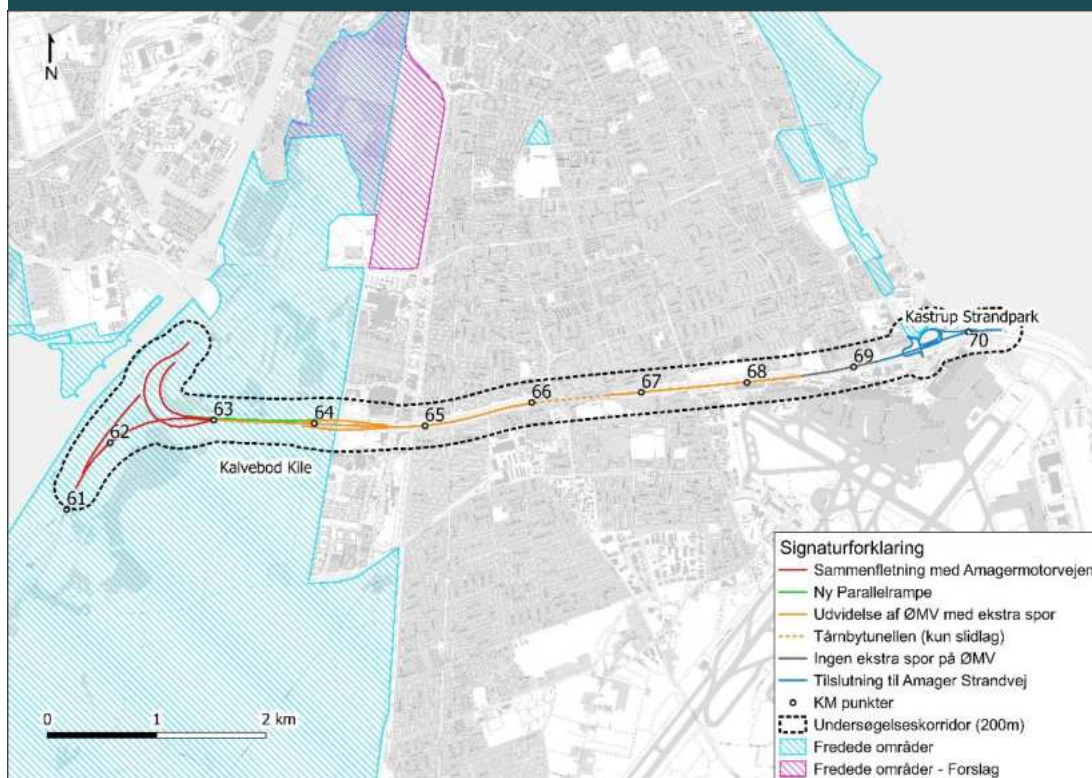 N
Kastrup Strandpark
61
62
63
64
65
66
67
68
69
70
Kalvebod Kile
Signaturforklaring
Sammenfletning med Amagermotorvejen
Ny Parallelrampe
Udvidelse af ØMV med ekstra spor
Tårnbytunellen (kun slidlag)
Ingen ekstra spor på ØMV
Tilslutning til Amager Strandvej
KM punkter
Undersøgelseskorridor (200m)
Fredede områder
Fredede områder - Forslag
0 1 2 km